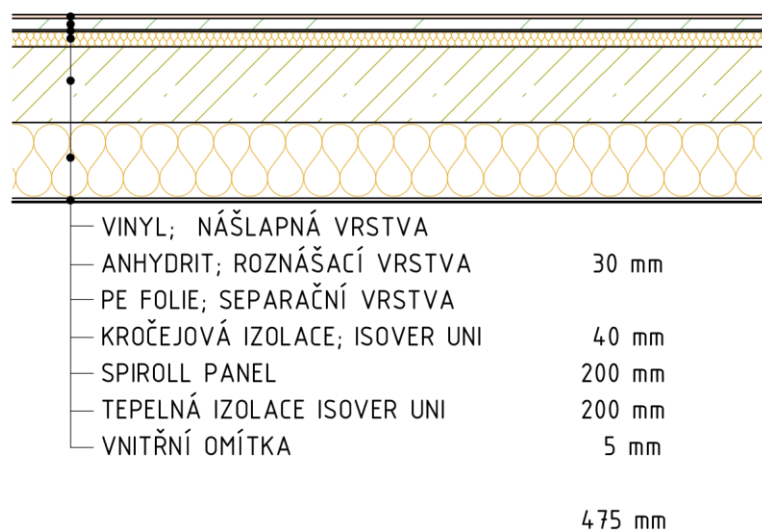 VINYL; NÁŠLAPNÁ VRSTVA
ANHYDRIT; ROZNÁŠACÍ VRSTVA 30 mm
PE FOLIE; SEPARAČNÍ VRSTVA
KROČEJOVÁ IZOLACE; ISOVER UNI 40 mm
SPIROLL PANEL 200 mm
TEPELNÁ IZOLACE ISOVER UNI 200 mm
VNITŘNÍ OMÍTKA 5 mm
475 mm